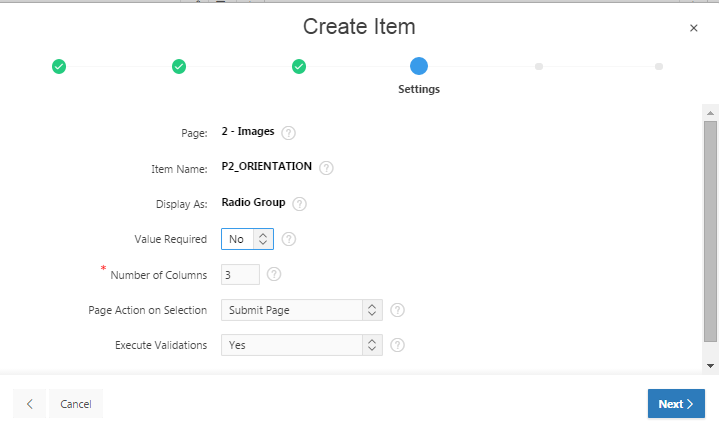 Create Item
×
Settings
Page: 2 - Images ?
Item Name: P2_ORIENTATION ?
Display As: Radio Group ?
Value Required No ?
* Number of Columns 3 ?
Page Action on Selection Submit Page ?
Execute Validations Yes ?
< Cancel Next >